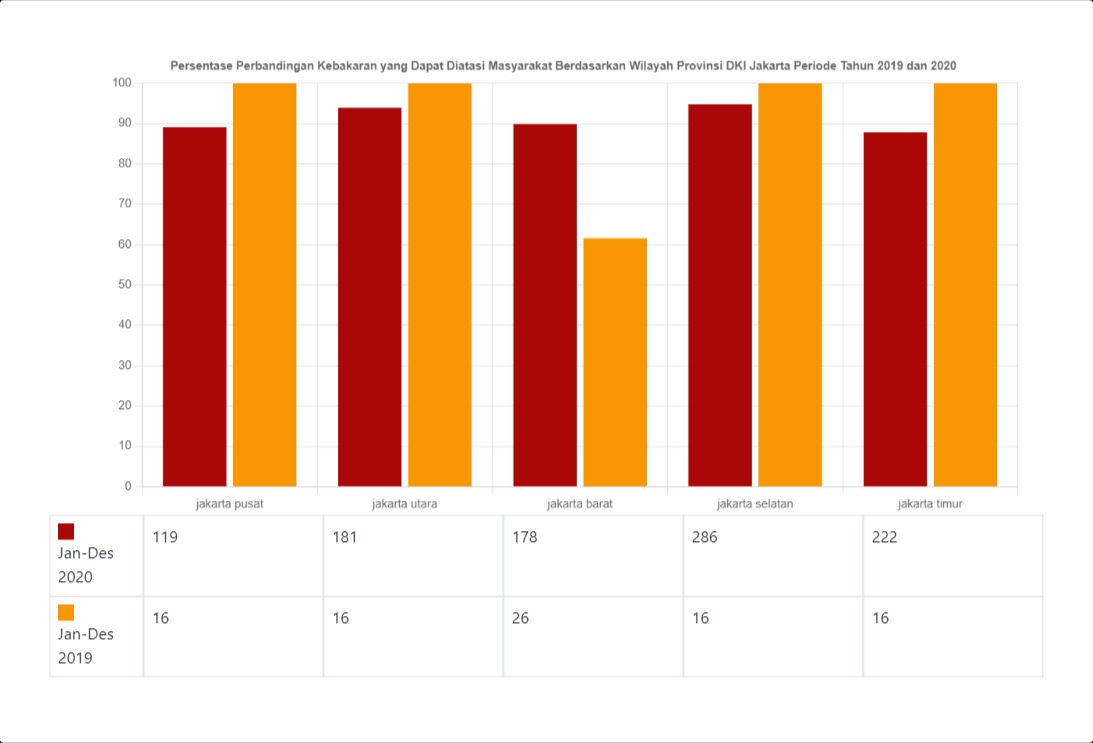 Persentase Perbandingan Kebakaran yang Dapat Diatasi Masyarakat Berdasarkan Wilayah Provinsi DKI Jakarta Periode Tahun 2019 dan 2020
100
90
80
70
60
50
40
30
20
10
0
jakarta pusat jakarta utara jakarta barat jakarta selatan jakarta timur
Jan-Des
2020
119 181 178 286 222
Jan-Des
2019
16 16 26 16 16